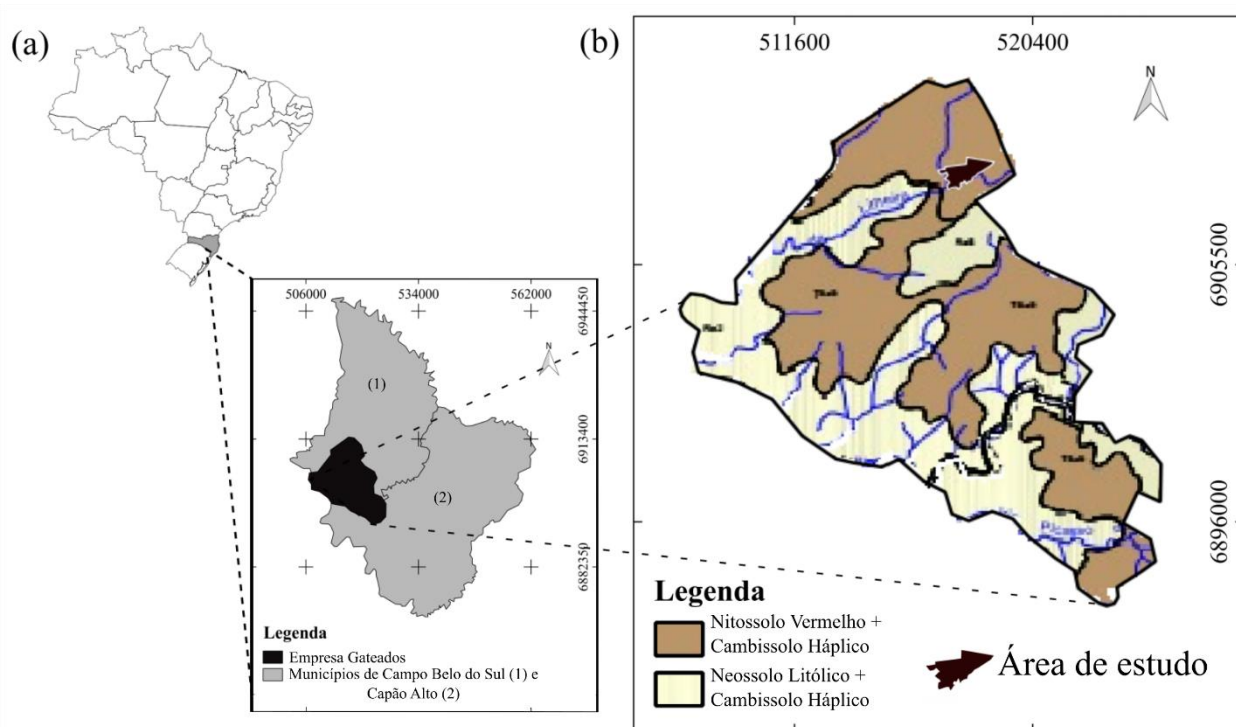 (a)
506000 534000 562000
6944450
N
(1)
6913400
(2)
6882350
Legenda
Empresa Gateados
Municípios de Campo Belo do Sul (1) e
Capão Alto (2)
(b)
511600 520400
N
6905500
6896000
Legenda
Nitossolo Vermelho +
Cambissolo Háplico
Neossolo Litólico +
Cambissolo Háplico
Área de estudo